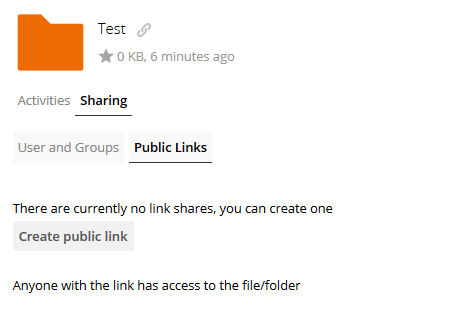 Test
0 KB, 6 minutes ago
Activities Sharing
User and Groups Public Links
There are currently no link shares, you can create one
Create public link
Anyone with the link has access to the file/folder